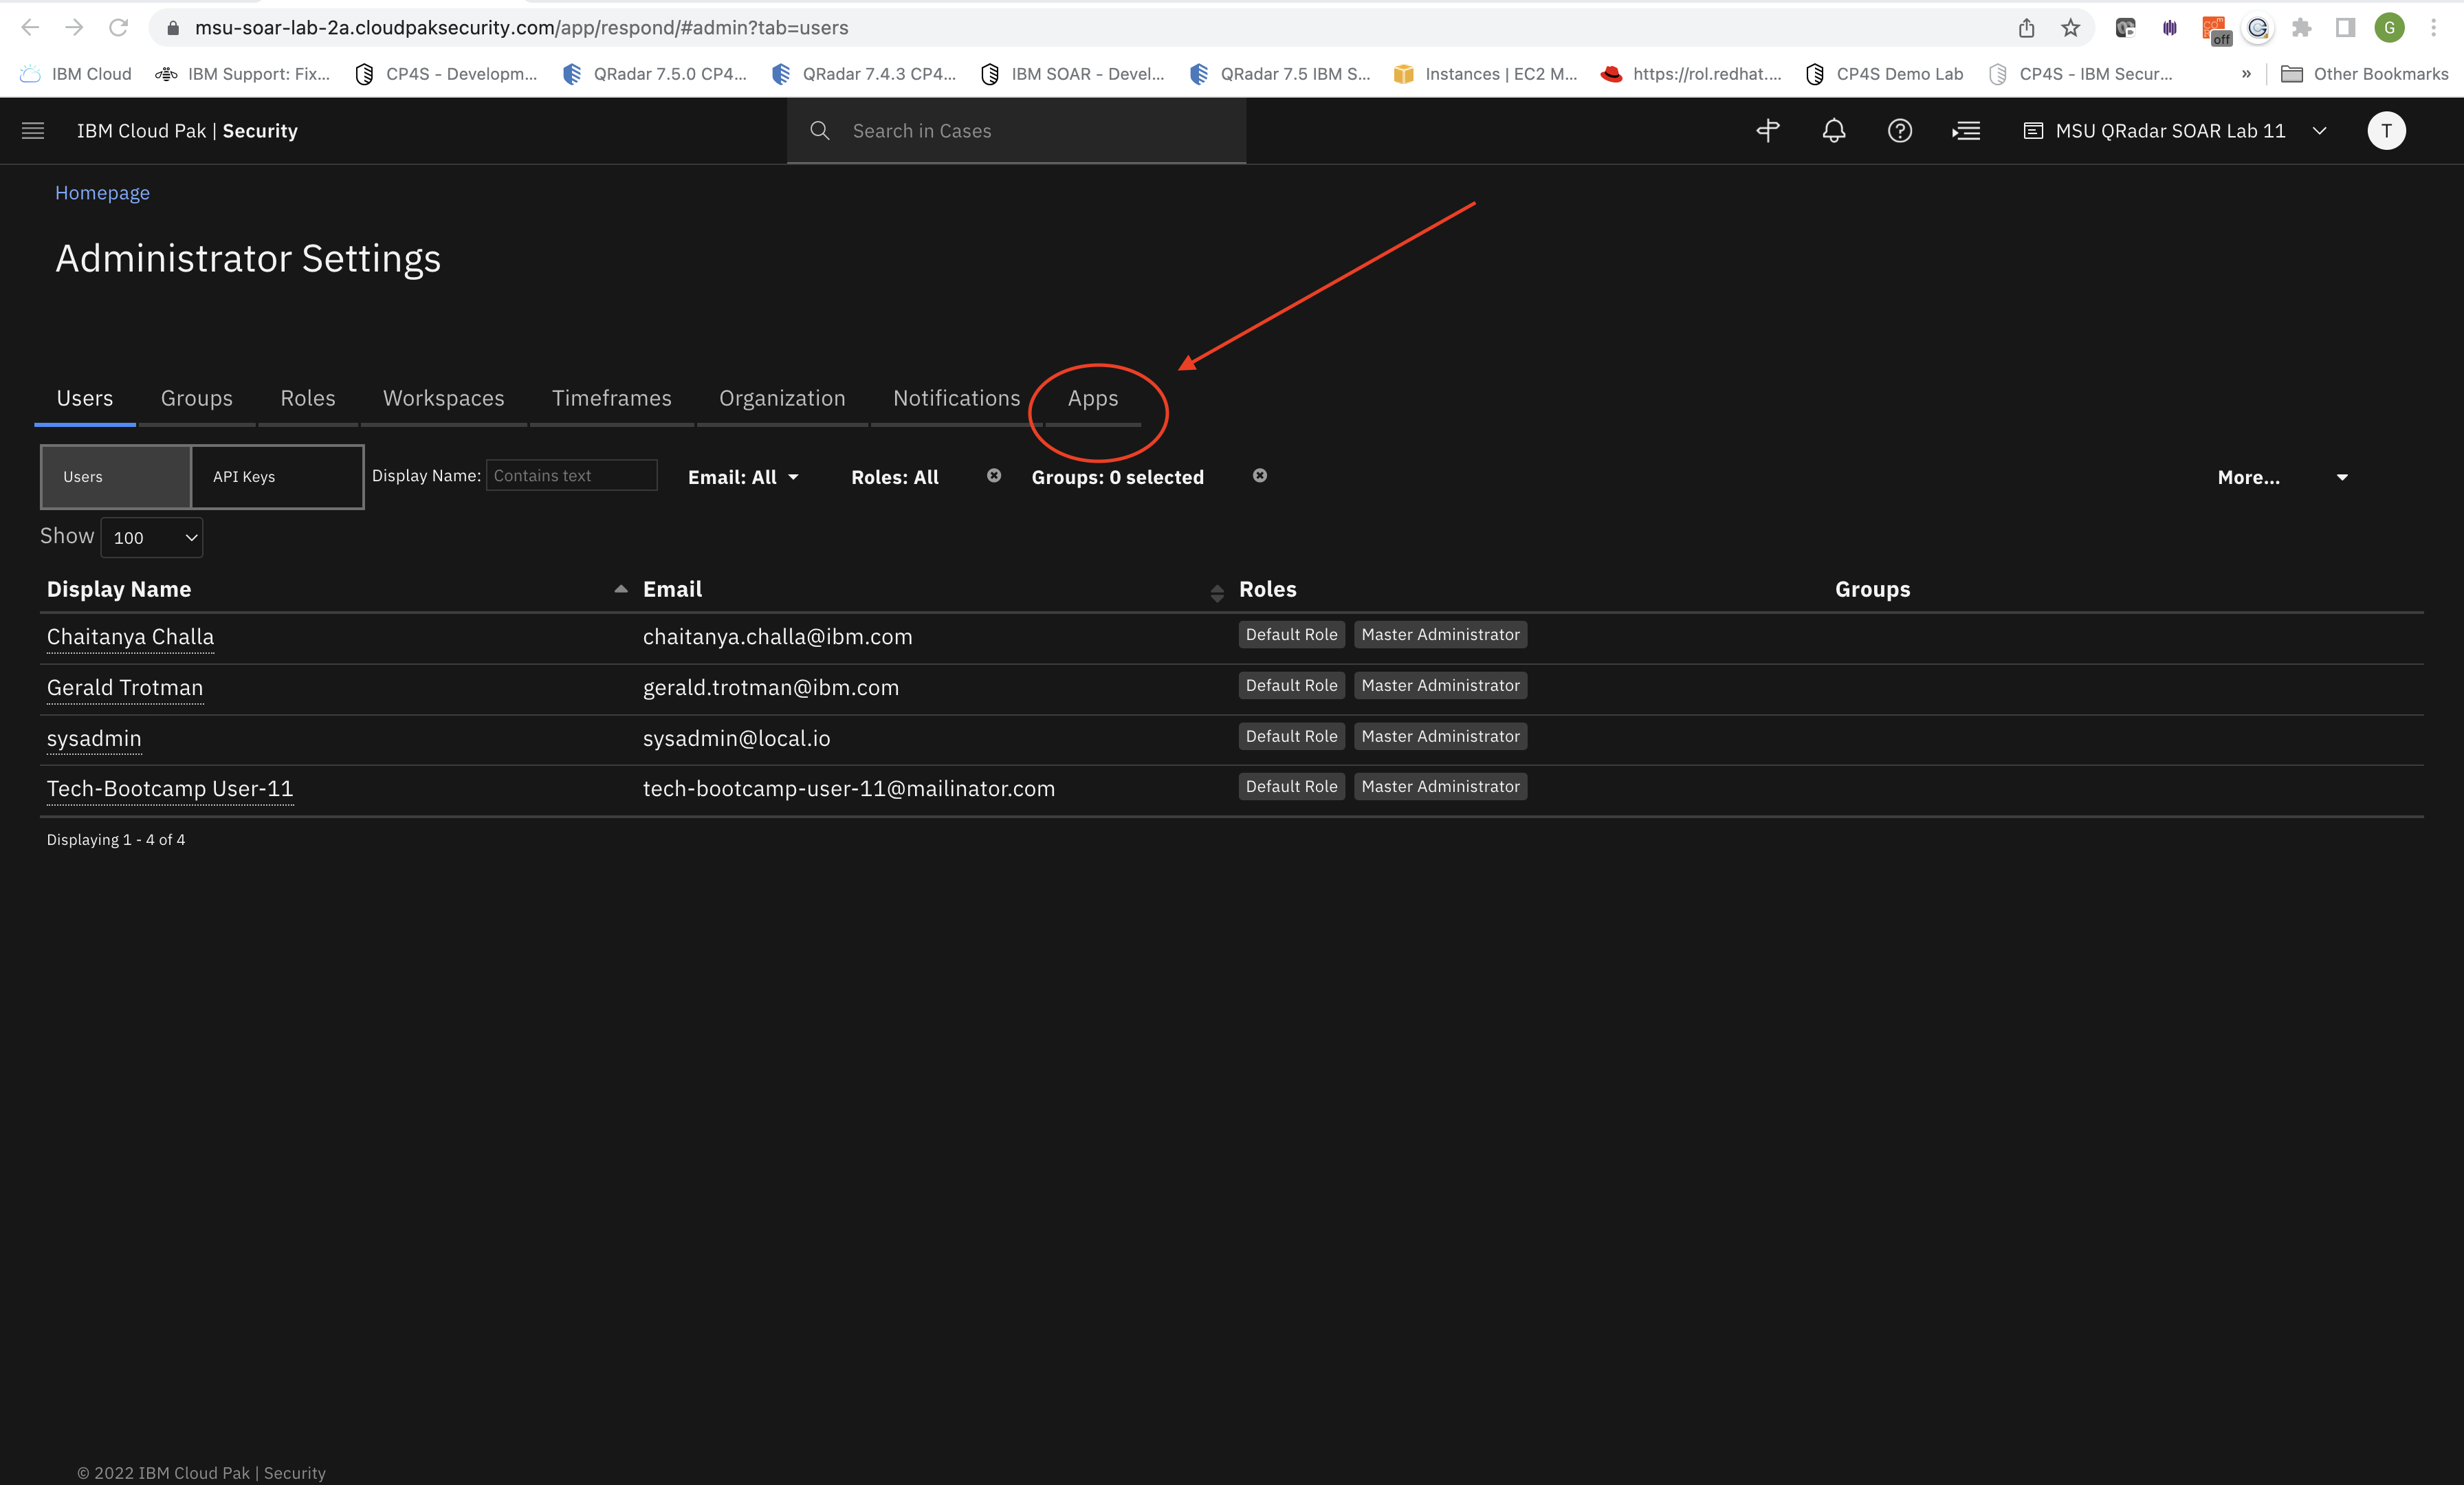 msu-soar-lab-2a.cloudpaksecurity.com/app/respond/#admin?tab=users
off
G
IBM Cloud
IBM Support: Fix...
CP4S - Developm...
QRadar 7.5.0 CP4...
QRadar 7.4.3 CP4...
IBM SOAR - Devel...
QRadar 7.5 IBM S...
Instances | EC2 M...
https://rol.redhat....
CP4S Demo Lab
CP4S - IBM Secur...
»
Other Bookmarks
IBM Cloud Pak | Security
Search in Cases
MSU QRadar SOAR Lab 11
T
Homepage
Administrator Settings
Users Groups Roles Workspaces Timeframes Organization Notifications Apps
Users API Keys Display Name: Contains text Email: All Roles: All Groups: 0 selected More...
Show 100
Display Name Email Roles Groups
Chaitanya Challa chaitanya.challa@ibm.com Default Role Master Administrator
Gerald Trotman gerald.trotman@ibm.com Default Role Master Administrator
sysadmin sysadmin@local.io Default Role Master Administrator
Tech-Bootcamp User-11 tech-bootcamp-user-11@mailinator.com Default Role Master Administrator
Displaying 1 - 4 of 4
© 2022 IBM Cloud Pak | Security